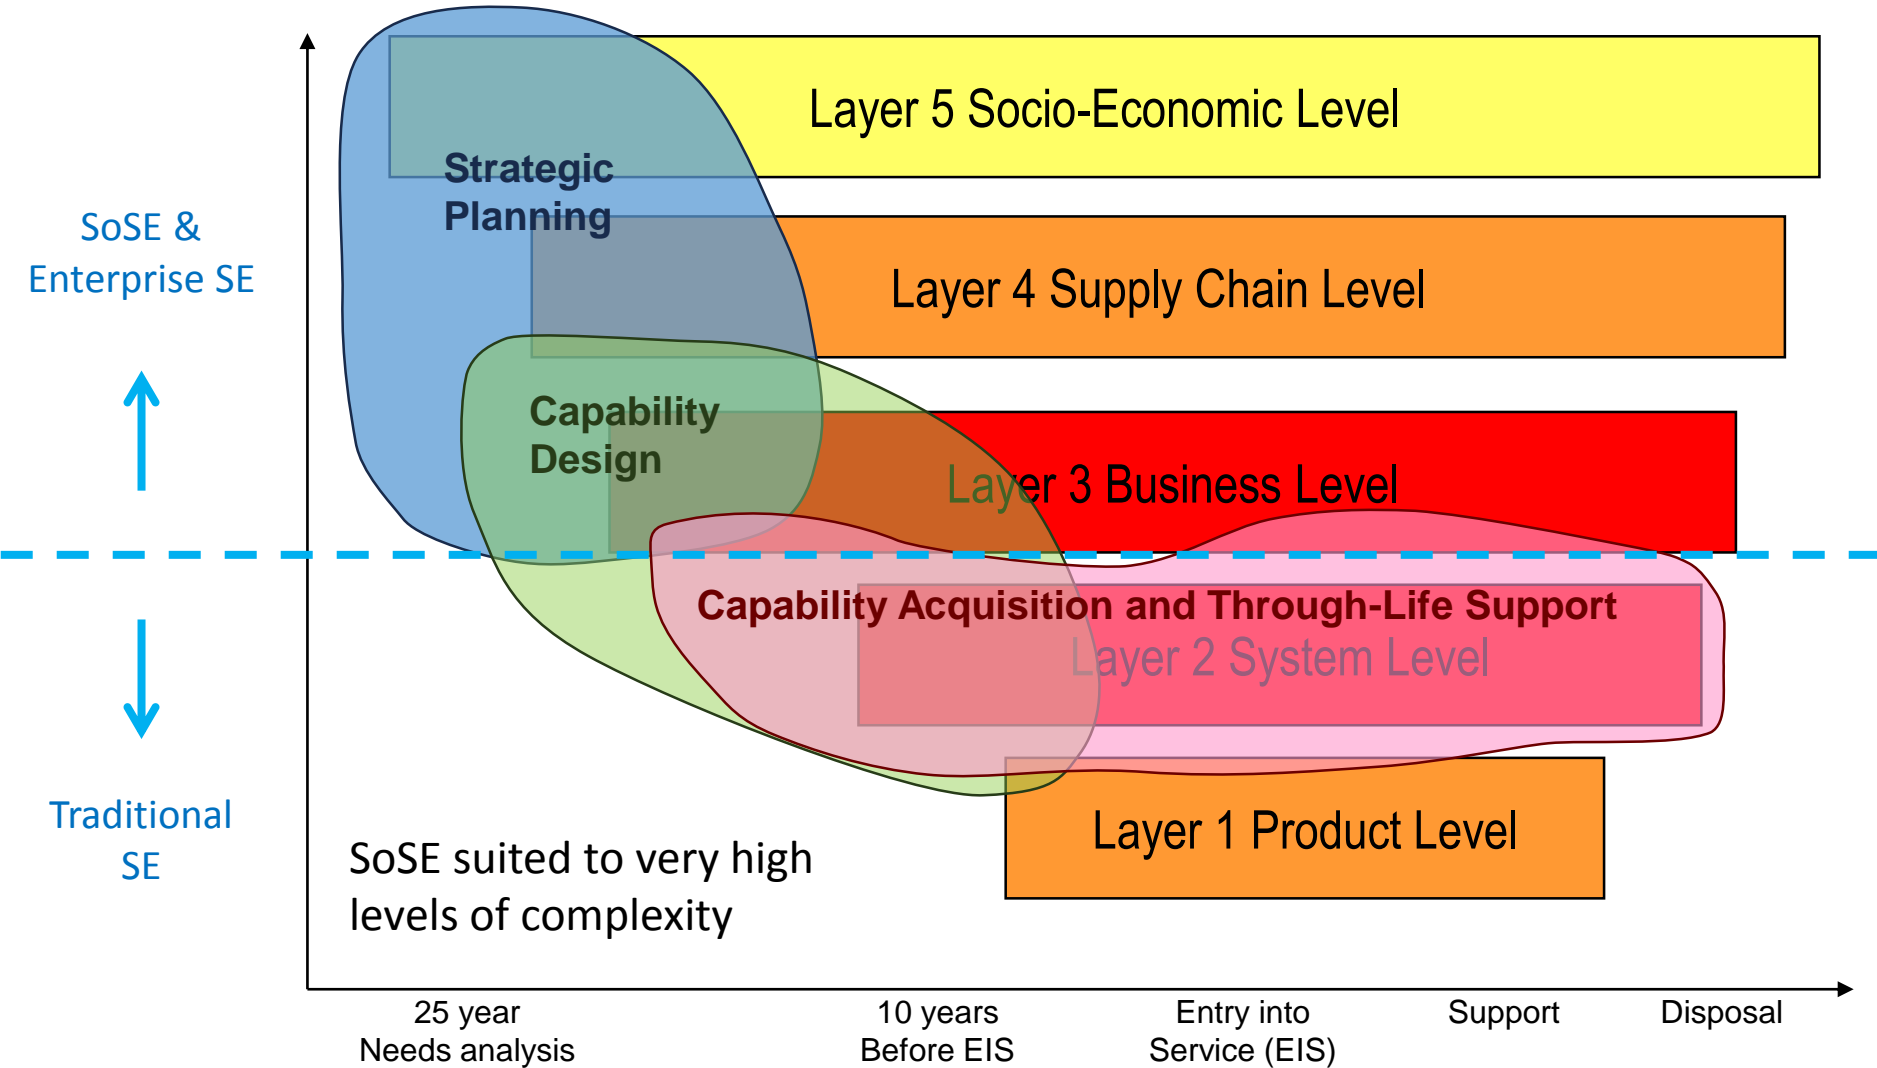 Layer 5 Socio-Economic Level
Strategic
Planning
SoSE &
Enterprise SE
Layer 4 Supply Chain Level
Capability
Design
Layer 3 Business Level
Capability Acquisition and Through-Life Support
Layer 2 System Level
Traditional
SE
Layer 1 Product Level
SoSE suited to very high
levels of complexity
25 year
Needs analysis
10 years
Before EIS
Entry into
Service (EIS)
Support
Disposal